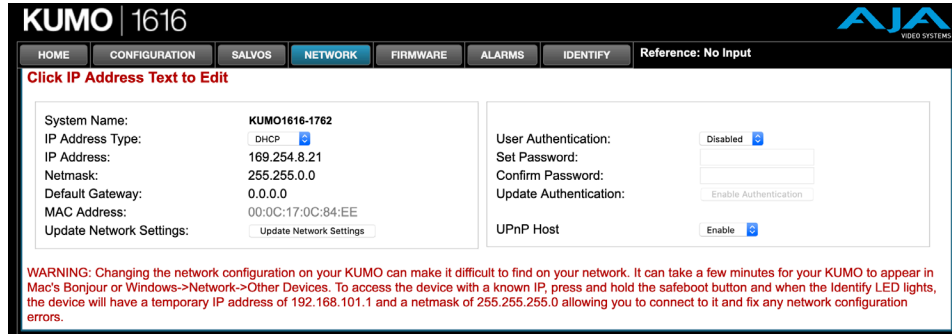 KUMO | 1616
AJA
VIDEO SYSTEMS
HOME CONFIGURATION SALVOS NETWORK FIRMWARE ALARMS IDENTIFY Reference: No Input
Click IP Address Text to Edit
System Name: KUMO1616-1762
IP Address Type: DHCP
IP Address: 169.254.8.21
Netmask: 255.255.0.0
Default Gateway: 0.0.0.0
MAC Address: 00:0C:17:0C:84:EE
Update Network Settings: Update Network Settings
User Authentication: Disabled
Set Password:
Confirm Password:
Update Authentication: Enable Authentication
UPnP Host Enable
WARNING: Changing the network configuration on your KUMO can make it difficult to find on your network. It can take a few minutes for your KUMO to appear in
Mac's Bonjour or Windows->Network->Other Devices. To access the device with a known IP, press and hold the safeboot button and when the Identify LED lights,
the device will have a temporary IP address of 192.168.101.1 and a netmask of 255.255.255.0 allowing you to connect to it and fix any network configuration
errors.